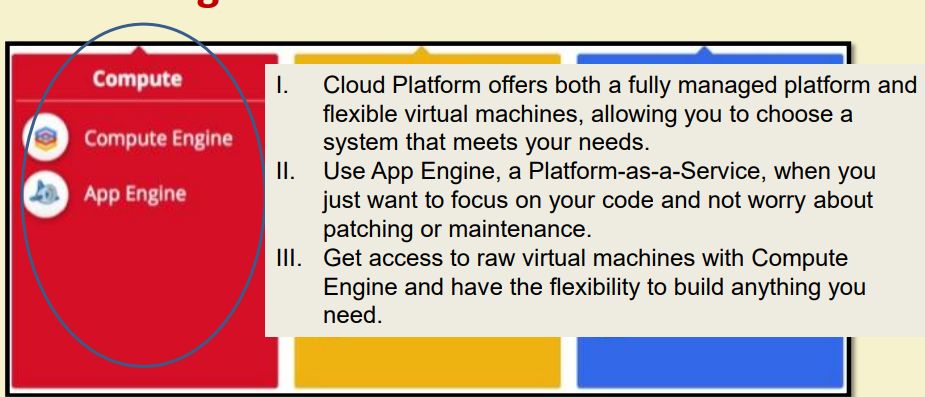 Compute
Compute Engine
App Engine
I. Cloud Platform offers both a fully managed platform and
flexible virtual machines, allowing you to choose a
system that meets your needs.
II. Use App Engine, a Platform-as-a-Service, when you
just want to focus on your code and not worry about
patching or maintenance.
III. Get access to raw virtual machines with Compute
Engine and have the flexibility to build anything you
need.